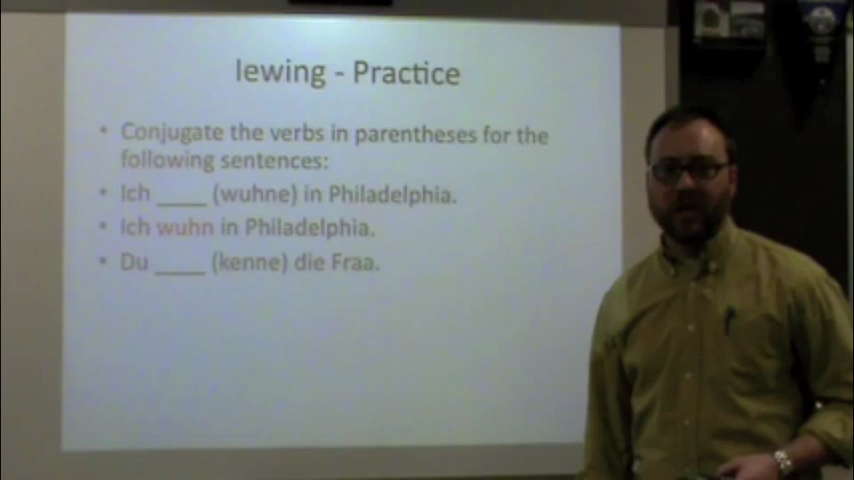 Iewing - Practice
• Conjugate the verbs in parentheses for the
following sentences:
• Ich ____ (wuhne) in Philadelphia.
• Ich wuhn in Philadelphia.
• Du ____ (kenne) die Fraa.